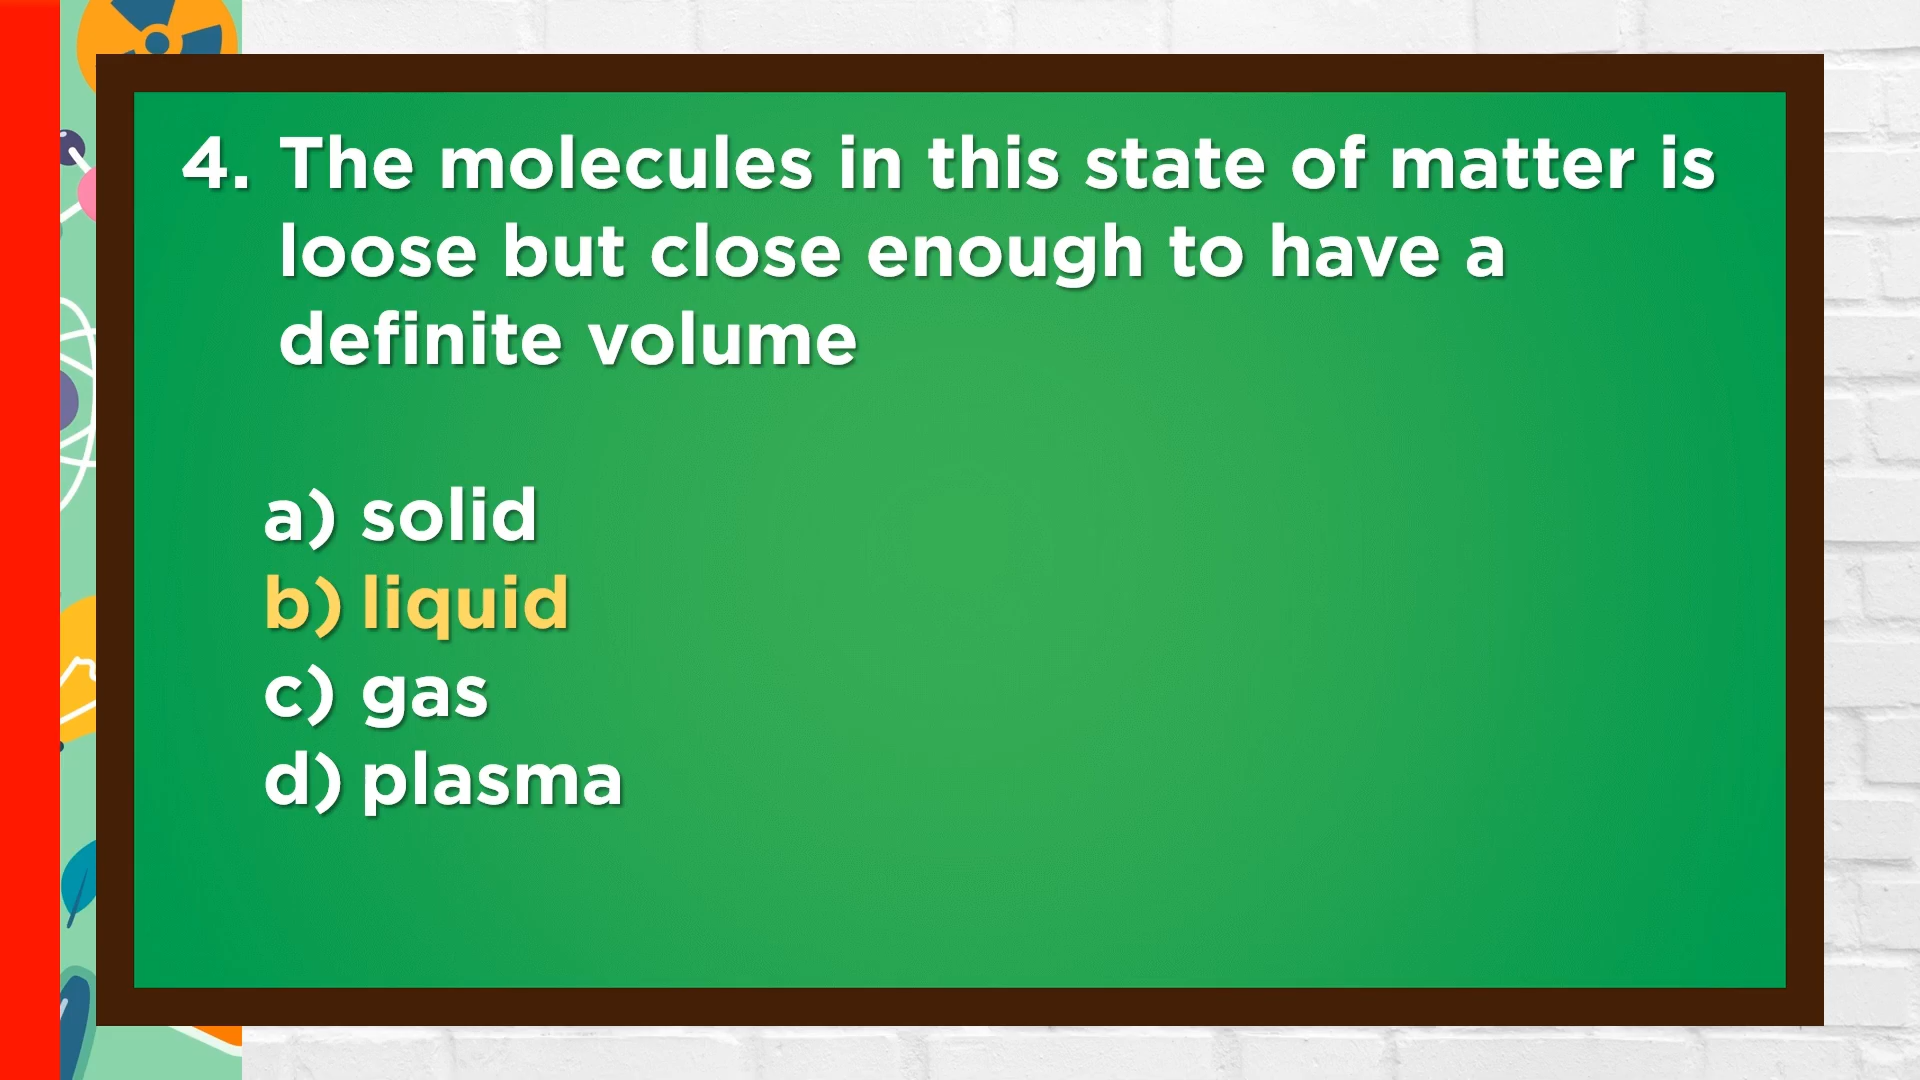 4. The molecules in this state of matter is
loose but close enough to have a
definite volume
a) solid
b) liquid
c) gas
d) plasma